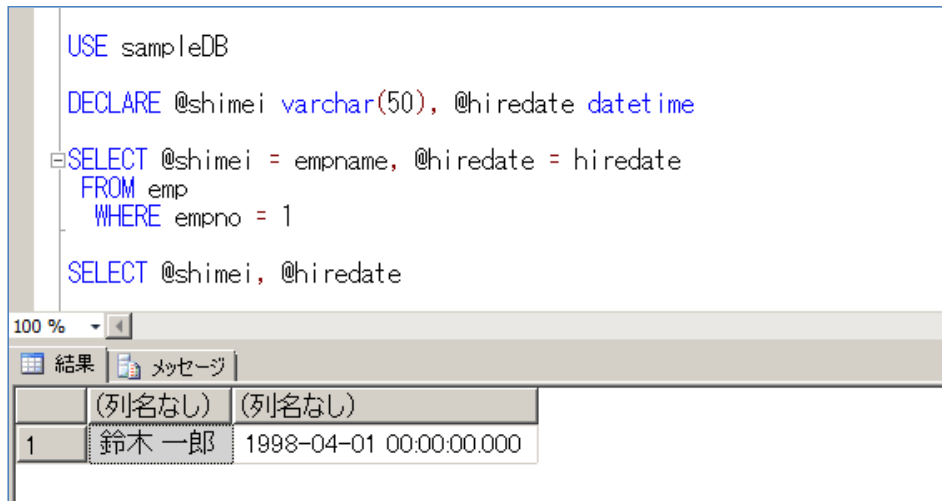 USE sampleDB
DECLARE @shimei varchar(50), @hiredate datetime
SELECT @shimei = empname, @hiredate = hiredate
FROM emp
WHERE empno = 1
SELECT @shimei, @hiredate
100 %
結果 メッセージ
(列名なし) (列名なし)
1 鈴木 一郎 1998-04-01 00:00:00.000